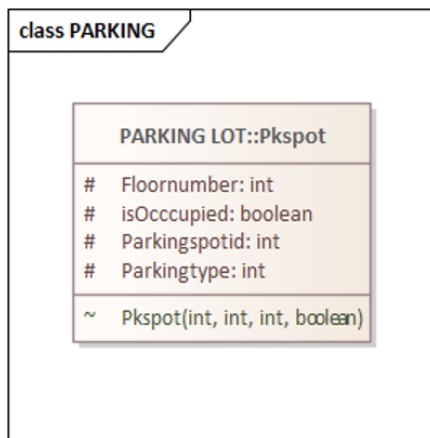 class PARKING
PARKING LOT::Pkspot
# Floornumber: int
# isOcccupied: boolean
# Parkingspotid: int
# Parkingtype: int
~ Pkspot(int, int, int, boolean)